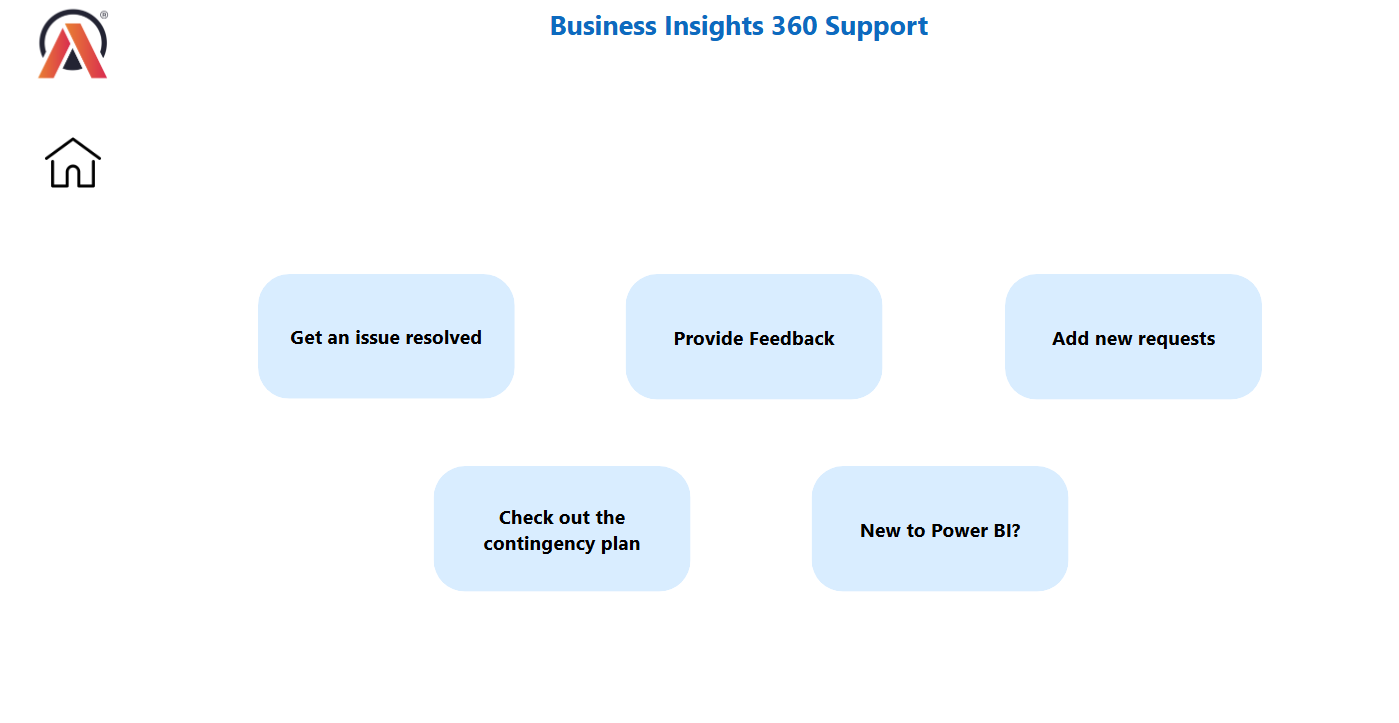 ®
Business Insights 360 Support
Get an issue resolved
Provide Feedback
Add new requests
Check out the
contingency plan
New to Power BI?